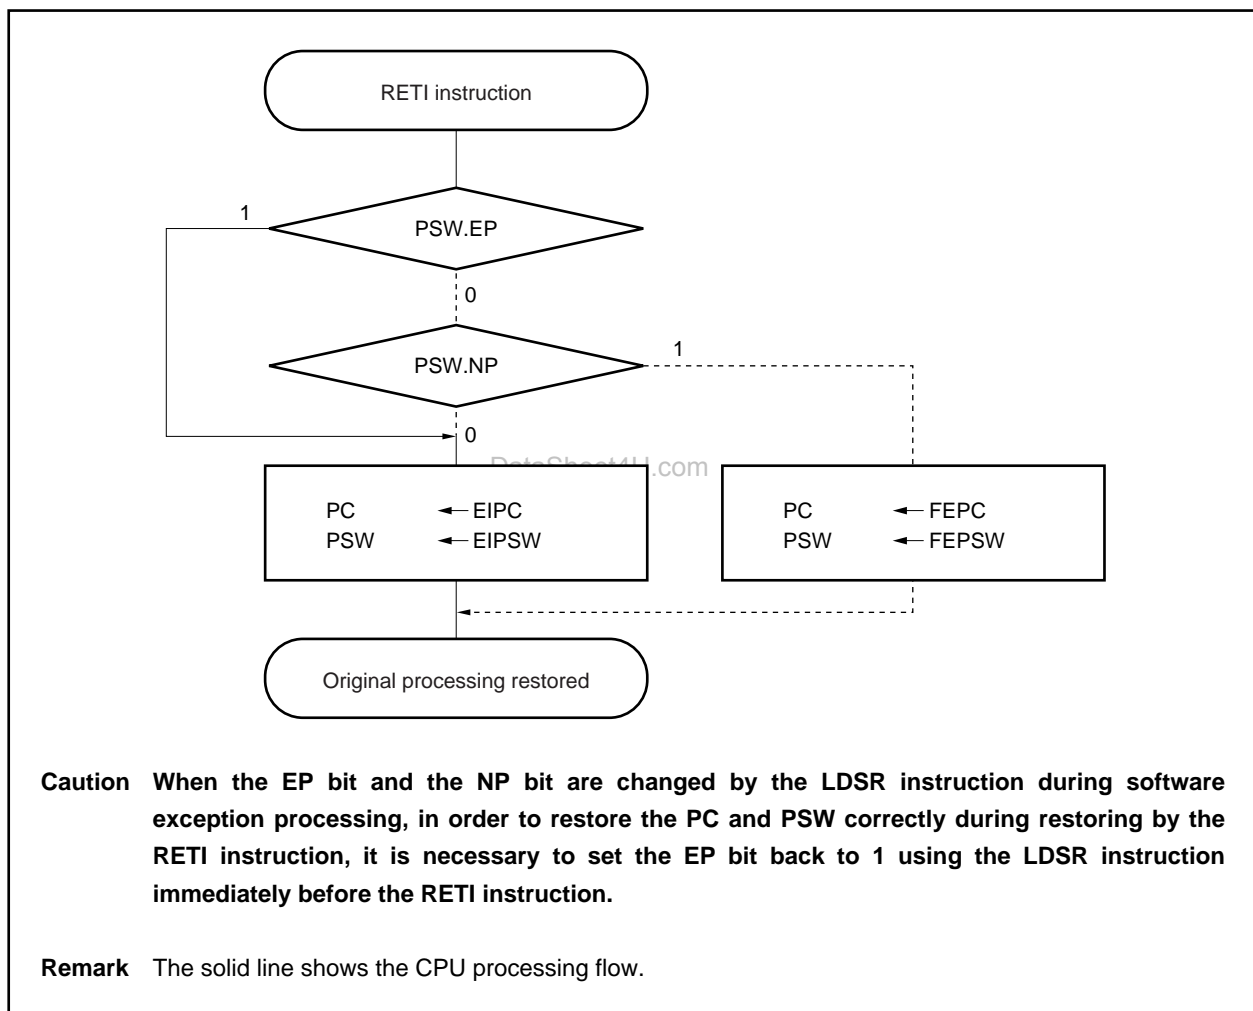 RETI instruction
1
PSW.EP
0
1
PSW.NP
0
PC ← EIPC
PSW ← EIPSW
PC ← FEPC
PSW ← FEPSW
Original processing restored
Caution When the EP bit and the NP bit are changed by the LDSR instruction during software
exception processing, in order to restore the PC and PSW correctly during restoring by the
RETI instruction, it is necessary to set the EP bit back to 1 using the LDSR instruction
immediately before the RETI instruction.
Remark The solid line shows the CPU processing flow.